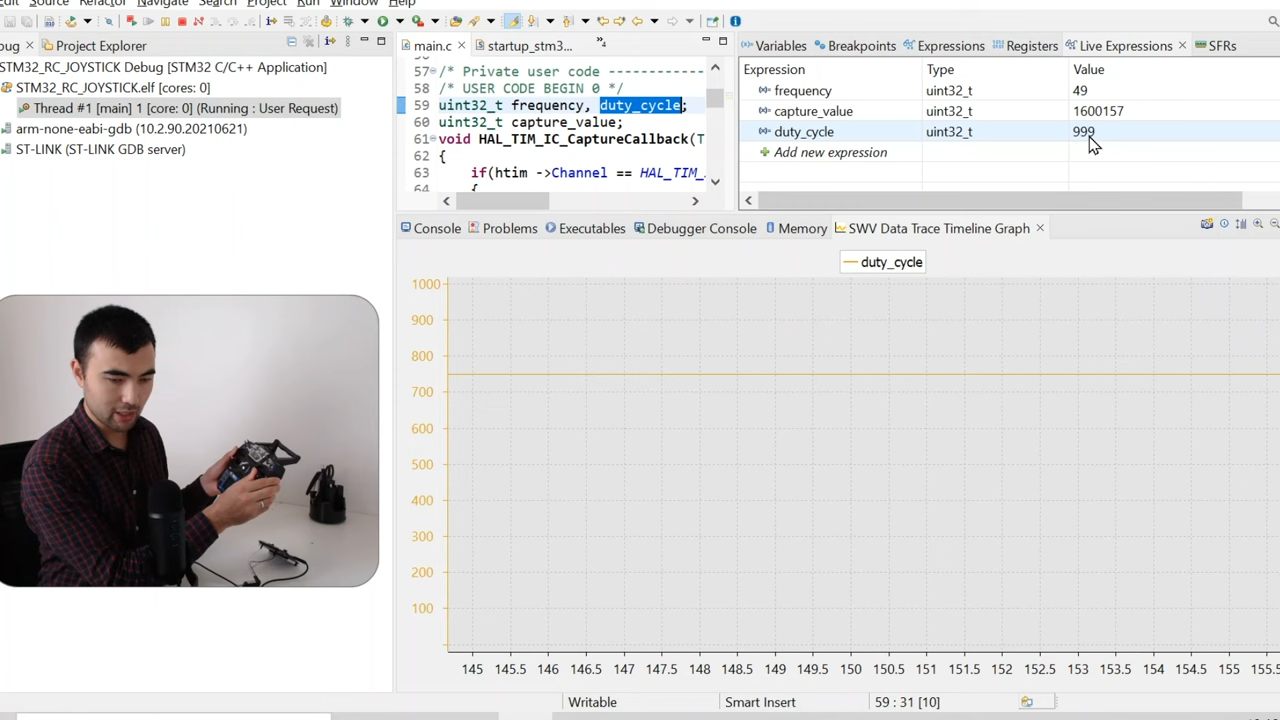 Source Refactor Navigate Search Project Run Window Help
bug Project Explorer
STM32_RC_JOYSTICK Debug [STM32 C/C++ Application]
STM32_RC_JOYSTICK.elf [cores: 0]
Thread #1 [main] 1 [core: 0] (Running : User Request)
arm-none-eabi-gdb (10.2.90.20210621)
ST-LINK (ST-LINK GDB server)
main.c startup_stm3... »4
57 /* Private user code ------------
58 /* USER CODE BEGIN 0 */
59 uint32_t frequency, duty_cycle;
60 uint32_t capture_value;
61 void HAL_TIM_IC_CaptureCallback(T
62 {
63 if(htim ->Channel == HAL_TIM_
64 {
Variables Breakpoints Expressions Registers Live Expressions SFRs
Expression Type Value
frequency uint32_t 49
capture_value uint32_t 1600157
duty_cycle uint32_t 999
Add new expression
Console Problems Executables Debugger Console Memory SWV Data Trace Timeline Graph
duty_cycle
1000
900
800
700
600
500
400
300
200
100
145 145.5 146 146.5 147 147.5 148 148.5 149 149.5 150 150.5 151 151.5 152 152.5 153 153.5 154 154.5 155 155.5
Writable Smart Insert 59 : 31 [10]